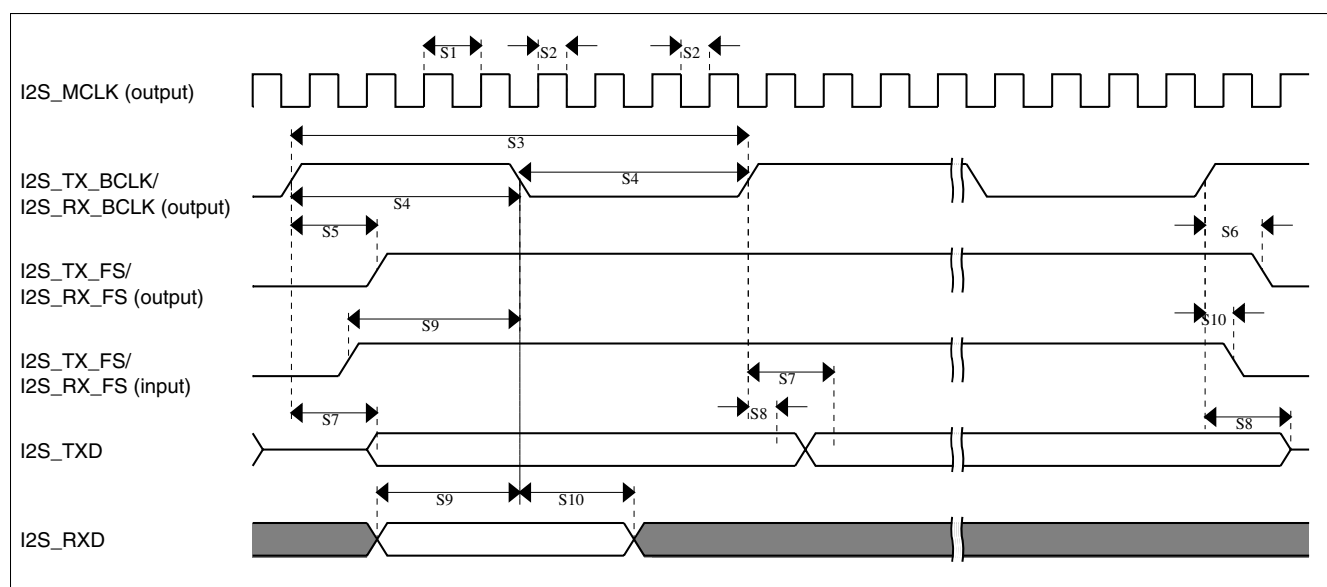 S1
S2
S2
I2S_MCLK (output)
S3
I2S_TX_BCLK/
I2S_RX_BCLK (output)
S4
S4
S5
S6
I2S_TX_FS/
I2S_RX_FS (output)
S9
S10
I2S_TX_FS/
I2S_RX_FS (input)
S7
S7
S8
S8
I2S_TXD
S9
S10
I2S_RXD